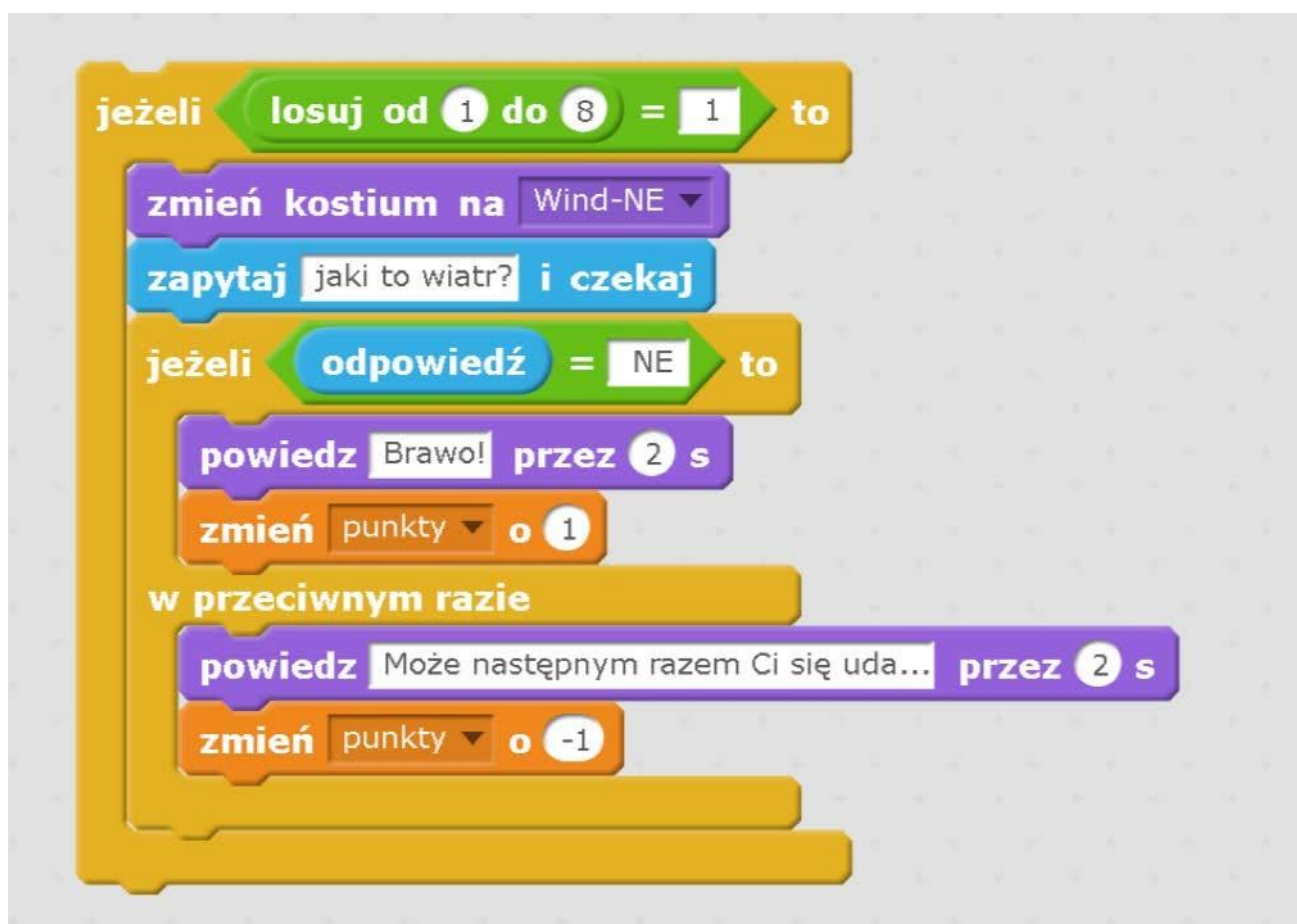 jeżeli losuj od 1 do 8 = 1 to
zmień kostium na Wind-NE
zapytaj jaki to wiatr? i czekaj
jeżeli odpowiedź = NE to
powiedz Brawo! przez 2 s
zmień punkty o 1
w przeciwnym razie
powiedz Może następnym razem Ci się uda... przez 2 s
zmień punkty o -1